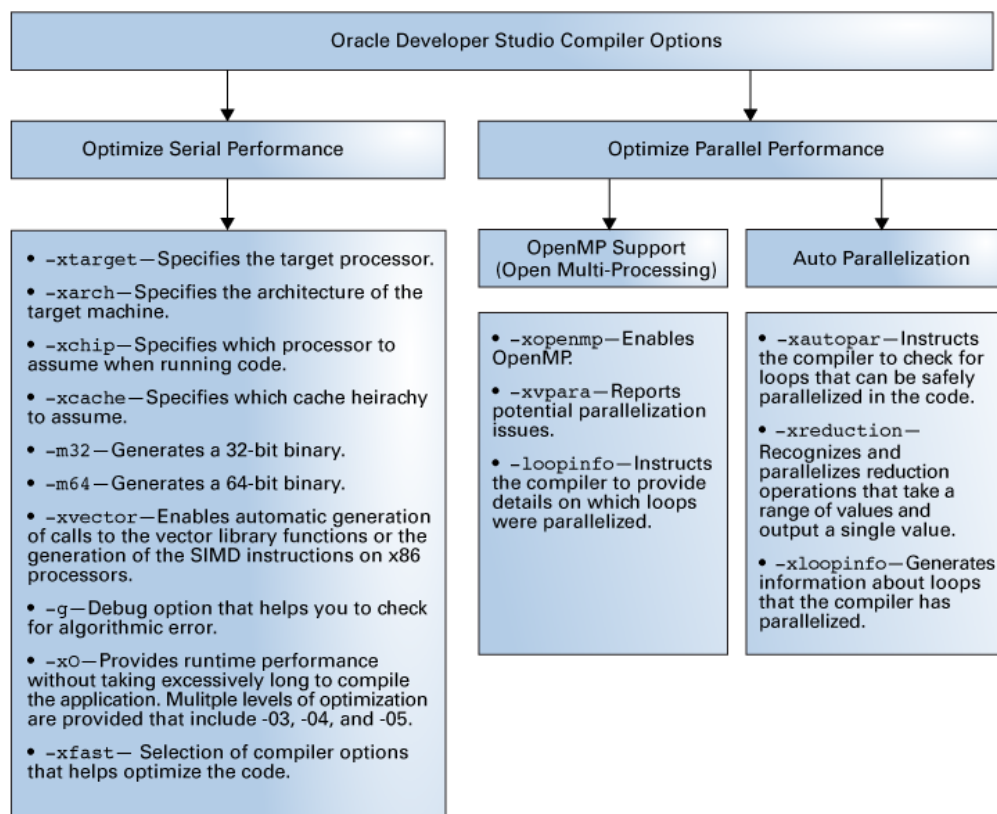 Oracle Developer Studio Compiler Options
Optimize Serial Performance
• -xtarget—Specifies the target processor.
• -xarch—Specifies the architecture of the
target machine.
• -xchip—Specifies which processor to
assume when running code.
• -xcache—Specifies which cache heirachy
to assume.
• -m32—Generates a 32-bit binary.
• -m64—Generates a 64-bit binary.
• -xvector—Enables automatic generation
of calls to the vector library functions or the
generation of the SIMD instructions on x86
processors.
• -g—Debug option that helps you to check
for algorithmic error.
• -xO—Provides runtime performance
without taking excessively long to compile
the application. Mulitple levels of optimization
are provided that include -03, -04, and -05.
• -xfast— Selection of compiler options
that helps optimize the code.
Optimize Parallel Performance
OpenMP Support
(Open Multi-Processing)
• -xopenmp—Enables
OpenMP.
• -xvpara—Reports
potential parallelization
issues.
• -loopinfo—Instructs
the compiler to provide
details on which loops
were parallelized.
Auto Parallelization
• -xautopar—Instructs
the compiler to check for
loops that can be safely
parallelized in the code.
• -xreduction—
Recognizes and
parallelizes reduction
operations that take a
range of values and
output a single value.
• -xloopinfo—Generates
information about loops
that the compiler has
parallelized.